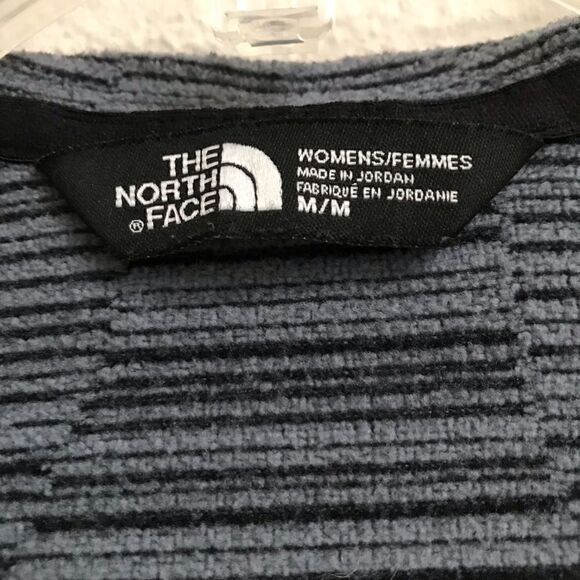 THE
NORTH
FACE®
WOMENS/FEMMES
MADE IN JORDAN
FABRIQUÉ EN JORDANIE
M/M